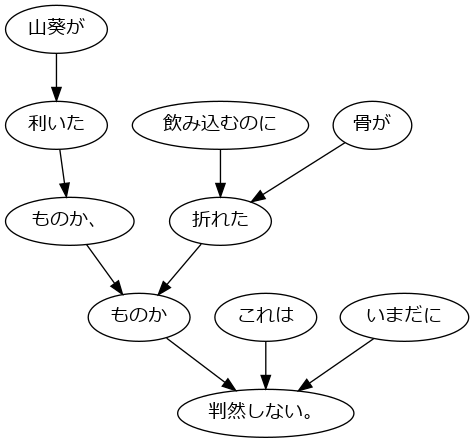 山葵が
利いた
飲み込むのに
骨が
ものか、
折れた
ものか
これは
いまだに
判然しない。